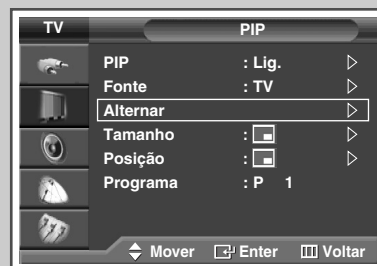 TV PIP
PIP : Lig.
Fonte : TV
Alternar
Tamanho :
Posição :
Programa : P 1
Mover Enter Voltar